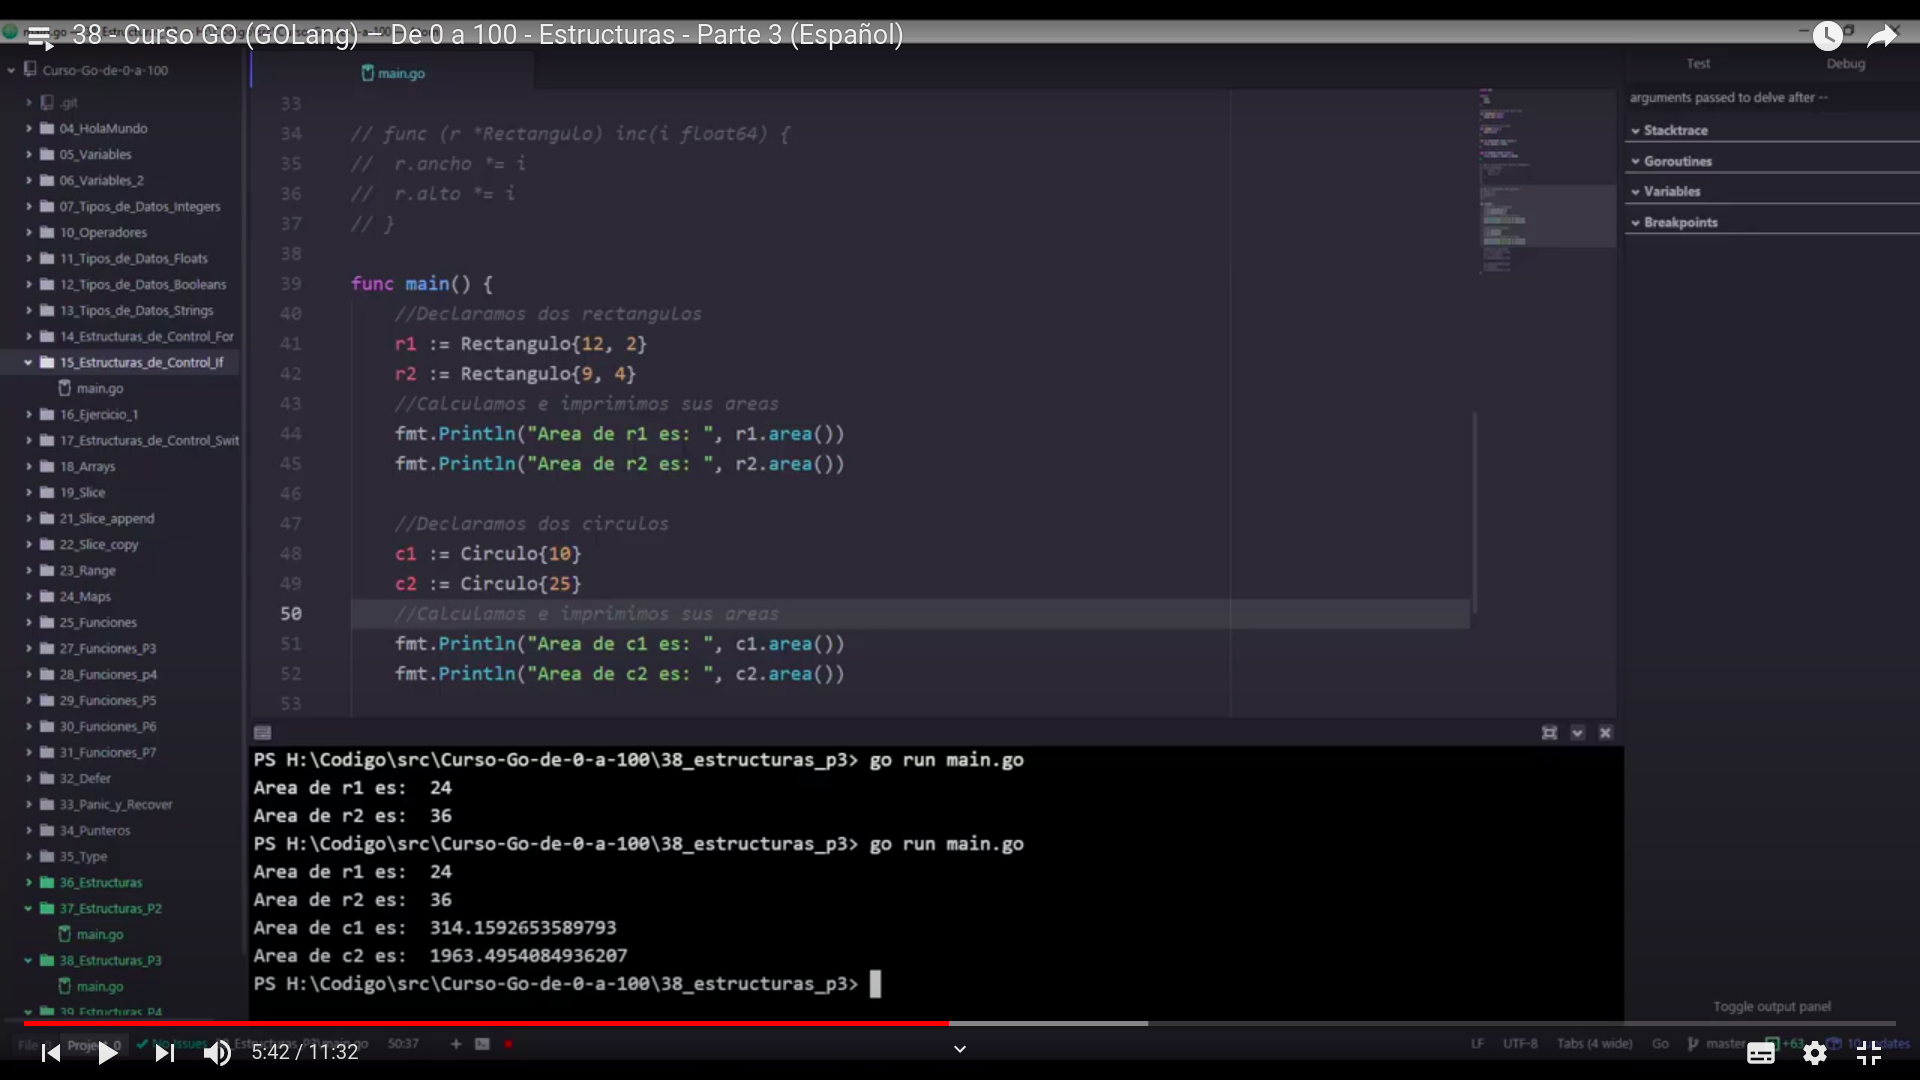 38 - Curso GO (GOLang) – De 0 a 100 - Estructuras - Parte 3 (Español)
Curso-Go-de-0-a-100
.git
04_HolaMundo
05_Variables
06_Variables_2
07_Tipos_de_Datos_Integers
10_Operadores
11_Tipos_de_Datos_Floats
12_Tipos_de_Datos_Booleans
13_Tipos_de_Datos_Strings
14_Estructuras_de_Control_For
15_Estructuras_de_Control_If
main.go
16_Ejercicio_1
17_Estructuras_de_Control_Swit
18_Arrays
19_Slice
21_Slice_append
22_Slice_copy
23_Range
24_Maps
25_Funciones
27_Funciones_P3
28_Funciones_p4
29_Funciones_P5
30_Funciones_P6
31_Funciones_P7
32_Defer
33_Panic_y_Recover
34_Punteros
35_Type
36_Estructuras
37_Estructuras_P2
main.go
38_Estructuras_P3
main.go
39_Estructuras_P4
main.go
33
34 // func (r *Rectangulo) inc(i float64) {
35 //  r.ancho *= i
36 //  r.alto *= i
37 // }
38
39 func main() {
40 //Declaramos dos rectangulos
41 r1 := Rectangulo{12, 2}
42 r2 := Rectangulo{9, 4}
43 //Calculamos e imprimimos sus areas
44 fmt.Println("Area de r1 es: ", r1.area())
45 fmt.Println("Area de r2 es: ", r2.area())
46
47 //Declaramos dos circulos
48 c1 := Circulo{10}
49 c2 := Circulo{25}
50 //Calculamos e imprimimos sus areas
51 fmt.Println("Area de c1 es: ", c1.area())
52 fmt.Println("Area de c2 es: ", c2.area())
53
Test Debug
arguments passed to delve after --
Stacktrace
Goroutines
Variables
Breakpoints
PS H:\Codigo\src\Curso-Go-de-0-a-100\38_estructuras_p3> go run main.go
Area de r1 es:  24
Area de r2 es:  36
PS H:\Codigo\src\Curso-Go-de-0-a-100\38_estructuras_p3> go run main.go
Area de r1 es:  24
Area de r2 es:  36
Area de c1 es:  314.1592653589793
Area de c2 es:  1963.4954084936207
PS H:\Codigo\src\Curso-Go-de-0-a-100\38_estructuras_p3>
Toggle output panel
File 0 Project 0 No Issues 38_Estructuras_P3\main.go 50:37 LF UTF-8 Tabs (4 wide) Go master +63 10 updates
5:42 / 11:32